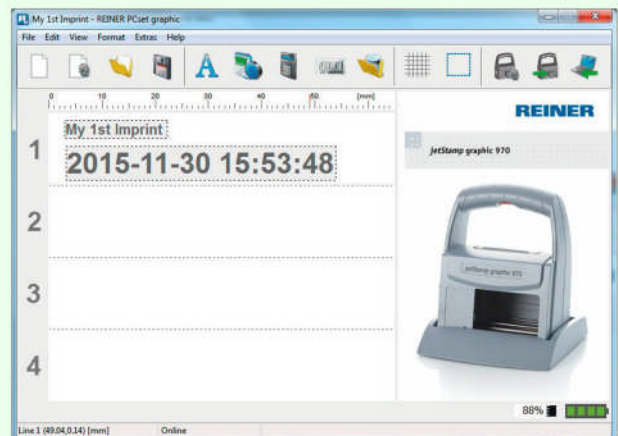 My 1st Imprint - REINER PCset graphic
File Edit View Format Extras Help
A
0 10 20 30 40 50 [mm]
REINER
jetStamp graphic 970
1
My 1st Imprint
2015-11-30 15:53:48
2
3
jetStamp graphic 970
4
88%
Line 1 (49.04,0.14) [mm] Online